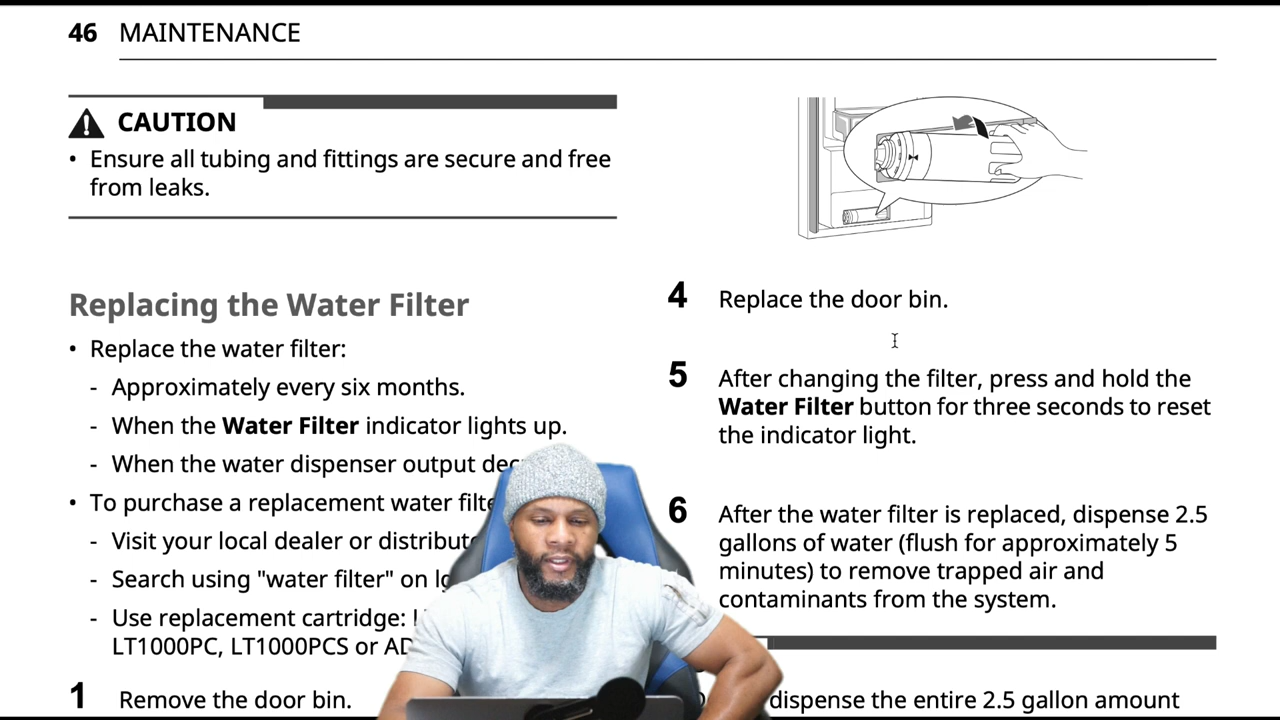 46 MAINTENANCE
CAUTION
• Ensure all tubing and fittings are secure and free
from leaks.
Replacing the Water Filter
• Replace the water filter:
- Approximately every six months.
- When the Water Filter indicator lights up.
- When the water dispenser output
• To purchase a replacement water
- Visit your local dealer or
- Search using "water filter" on
- Use replacement cartridge:
LT1000PC, LT1000PCS or
1 Remove the door bin.
4 Replace the door bin.
5 After changing the filter, press and hold the
Water Filter button for three seconds to reset
the indicator light.
6 After the water filter is replaced, dispense 2.5
gallons of water (flush for approximately 5
minutes) to remove trapped air and
contaminants from the system.
dispense the entire 2.5 gallon amount